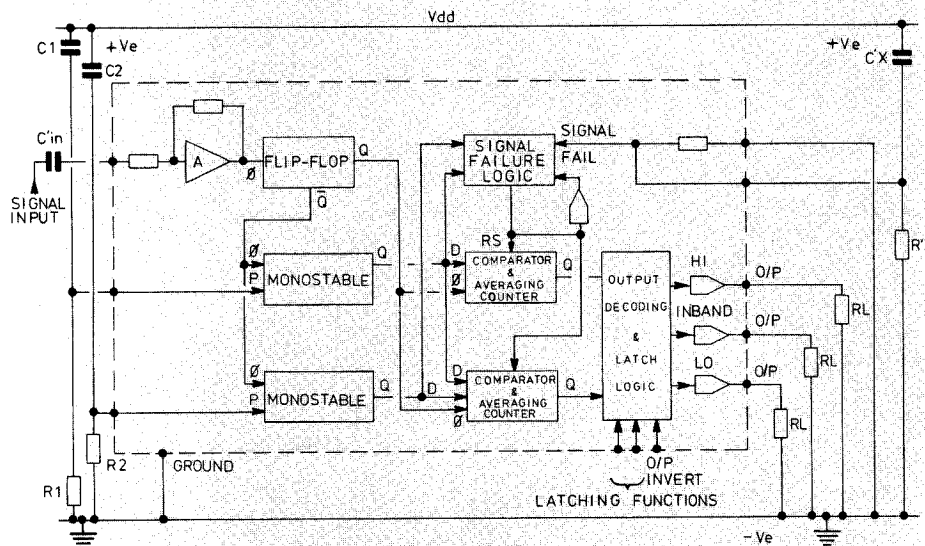 Vdd
C1
+Ve
C2
+Ve
C'X
C'in
SIGNAL
INPUT
A
Ø
FLIP-FLOP
Q
Q̅
SIGNAL
FAILURE
LOGIC
SIGNAL
FAIL
RS
R'
Ø
P
MONOSTABLE
Q
D
Ø
COMPARATOR
&
AVERAGING
COUNTER
Q
OUTPUT
DECODING
&
LATCH
LOGIC
HI
O/P
RL
INBAND
O/P
RL
LO
O/P
RL
Ø
P
MONOSTABLE
Q
D
D
Ø
COMPARATOR
&
AVERAGING
COUNTER
Q
R1
R2
GROUND
O/P
INVERT
LATCHING FUNCTIONS
-Ve